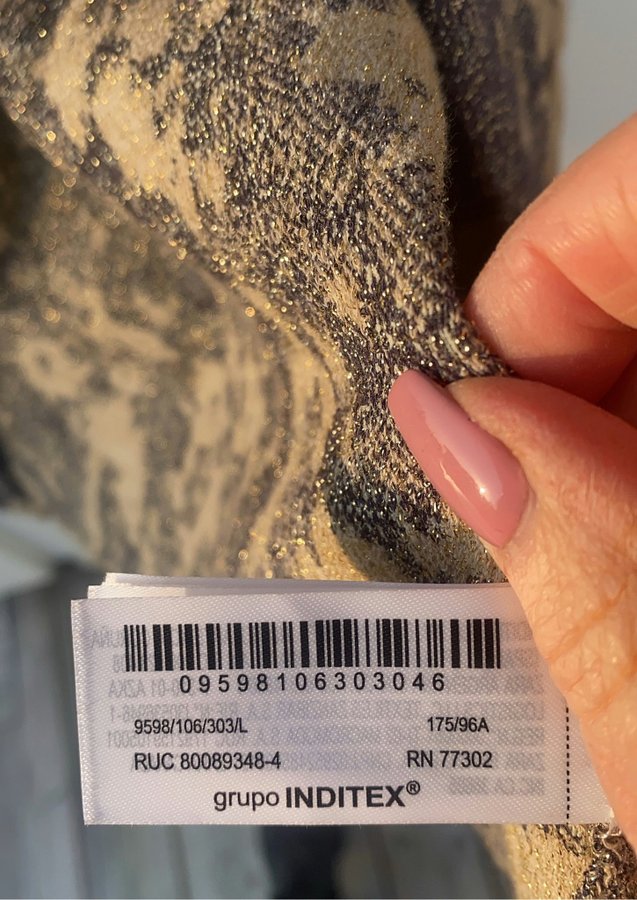 09598106303046
9598/106/303/L 175/96A
RUC 80089348-4 RN 77302
grupo INDITEX®